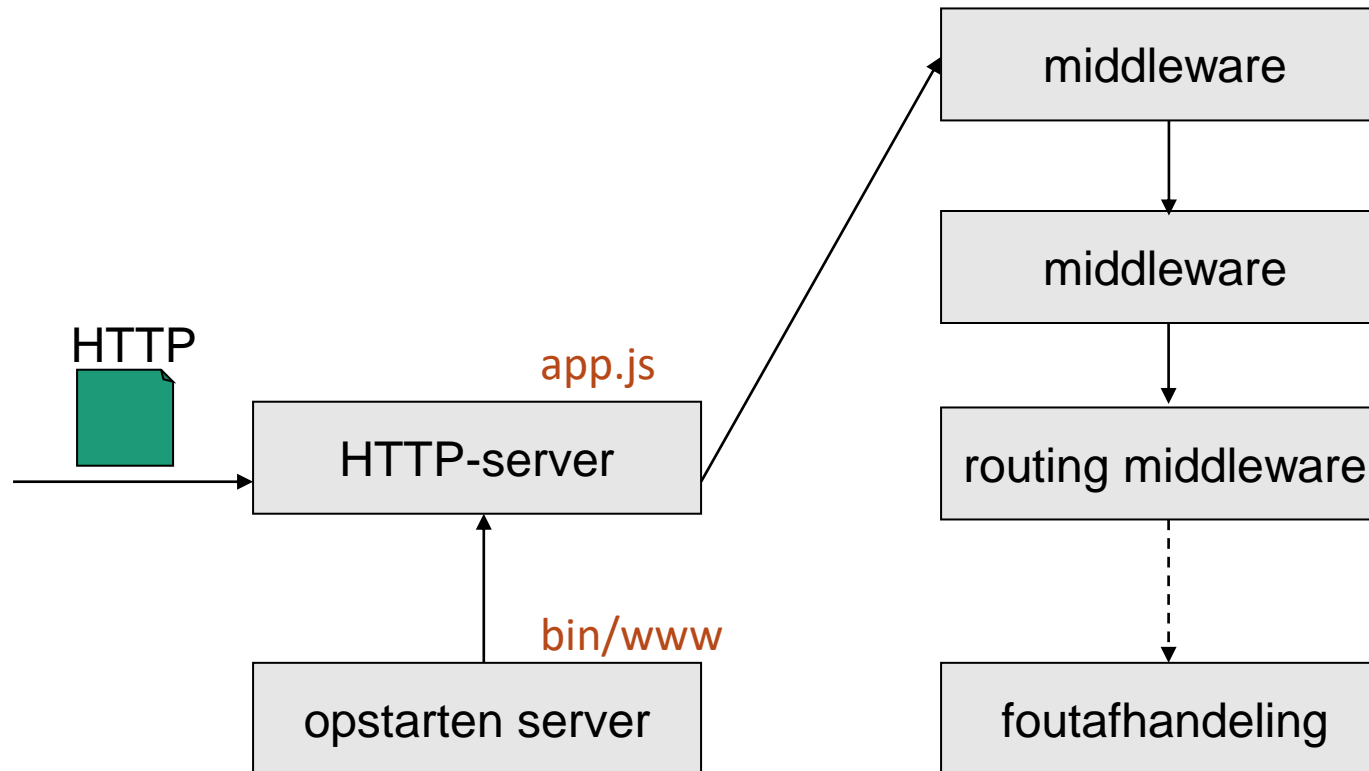 HTTP
app.js
HTTP-server
bin/www
opstarten server
middleware
middleware
routing middleware
foutafhandeling